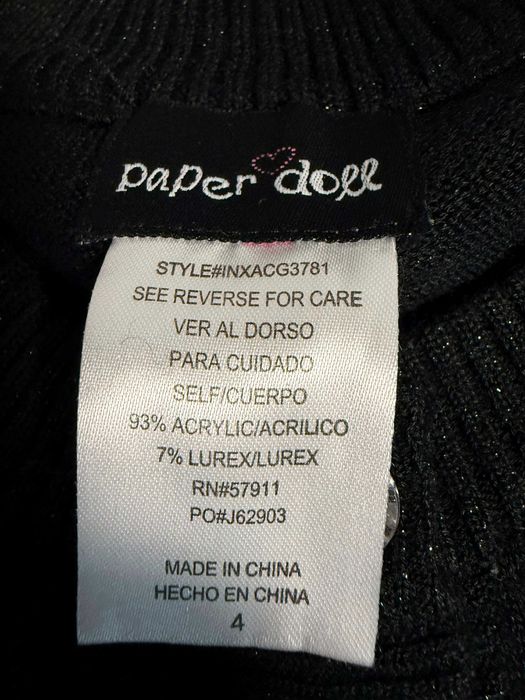 paper doll
STYLE#INXACG3781
SEE REVERSE FOR CARE
VER AL DORSO
PARA CUIDADO
SELF/CUERPO
93% ACRYLIC/ACRILICO
7% LUREX/LUREX
RN#57911
PO#J62903
MADE IN CHINA
HECHO EN CHINA
4